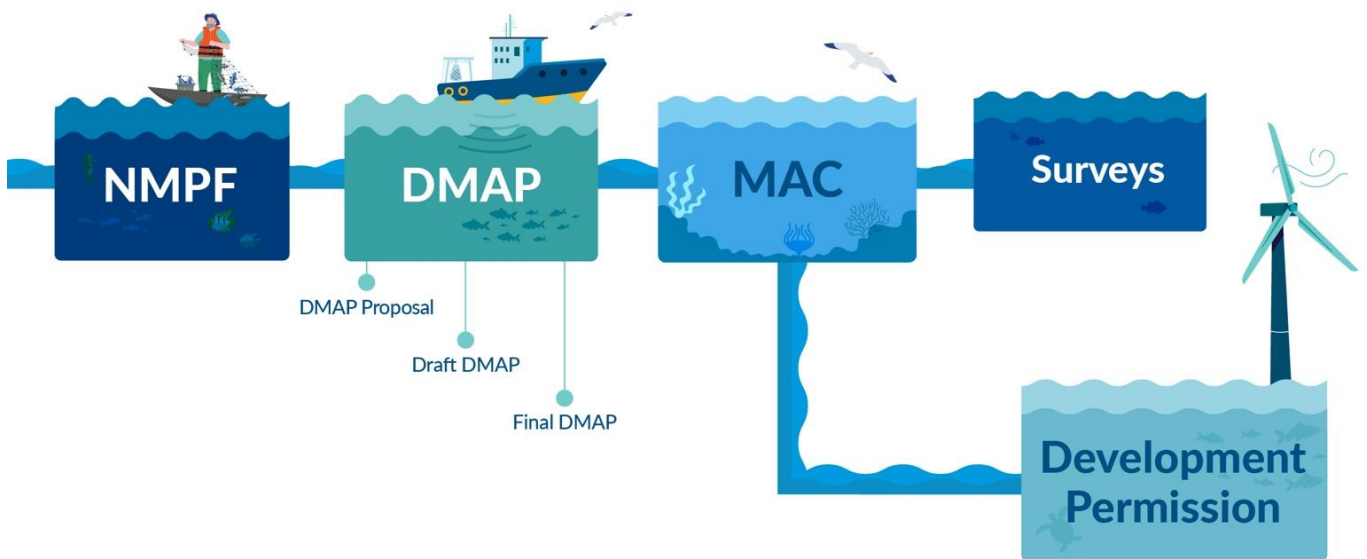 NMPF
DMAP
MAC
Surveys
DMAP Proposal
Draft DMAP
Final DMAP
Development
Permission